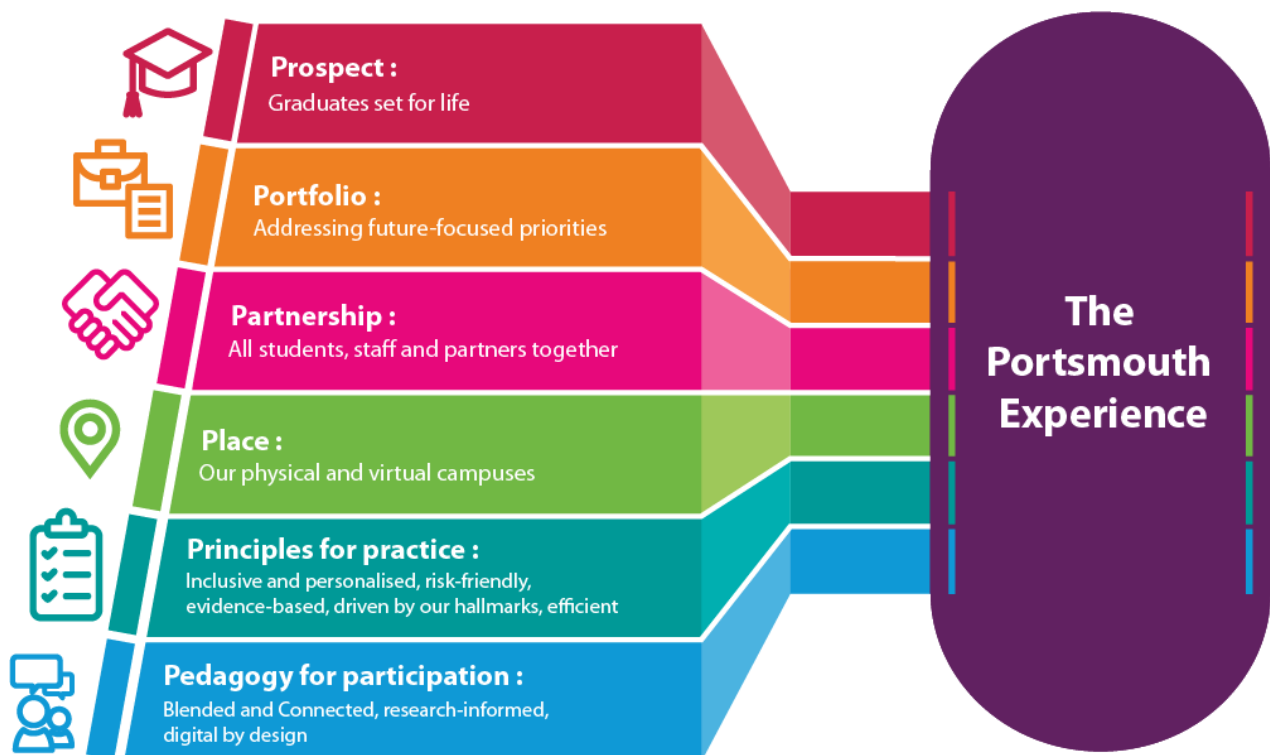 Prospect :
Graduates set for life
Portfolio :
Addressing future-focused priorities
Partnership :
All students, staff and partners together
Place :
Our physical and virtual campuses
Principles for practice :
Inclusive and personalised, risk-friendly,
evidence-based, driven by our hallmarks, efficient
Pedagogy for participation :
Blended and Connected, research-informed,
digital by design
The
Portsmouth
Experience